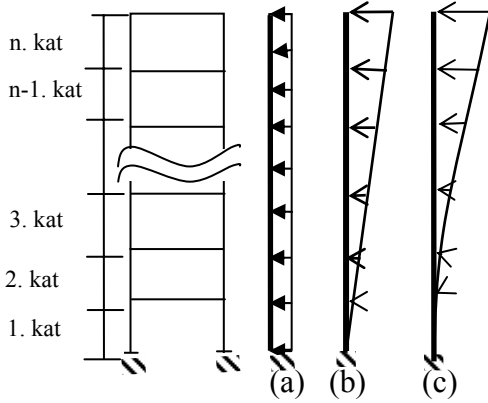 n. kat
n-1. kat
3. kat
2. kat
1. kat
(a) (b) (c)